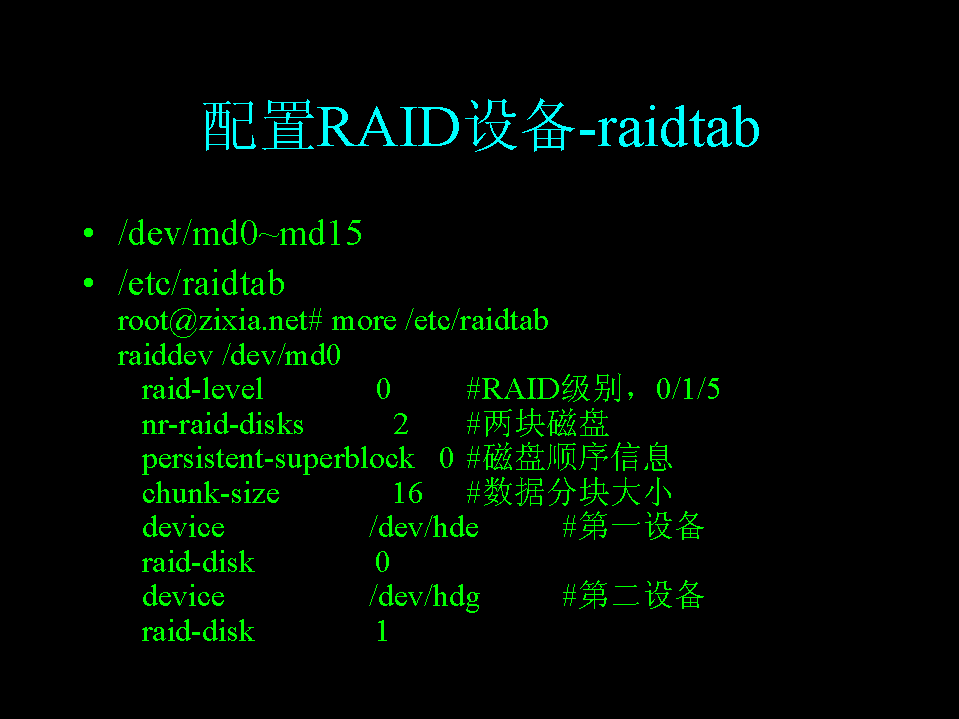 配置RAID设备-raidtab
• /dev/md0~md15
• /etc/raidtab
root@zixia.net# more /etc/raidtab
raiddev /dev/md0
raid-level 0 #RAID级别，0/1/5
nr-raid-disks 2 #两块磁盘
persistent-superblock 0 #磁盘顺序信息
chunk-size 16 #数据分块大小
device /dev/hde #第一设备
raid-disk 0
device /dev/hdg #第二设备
raid-disk 1